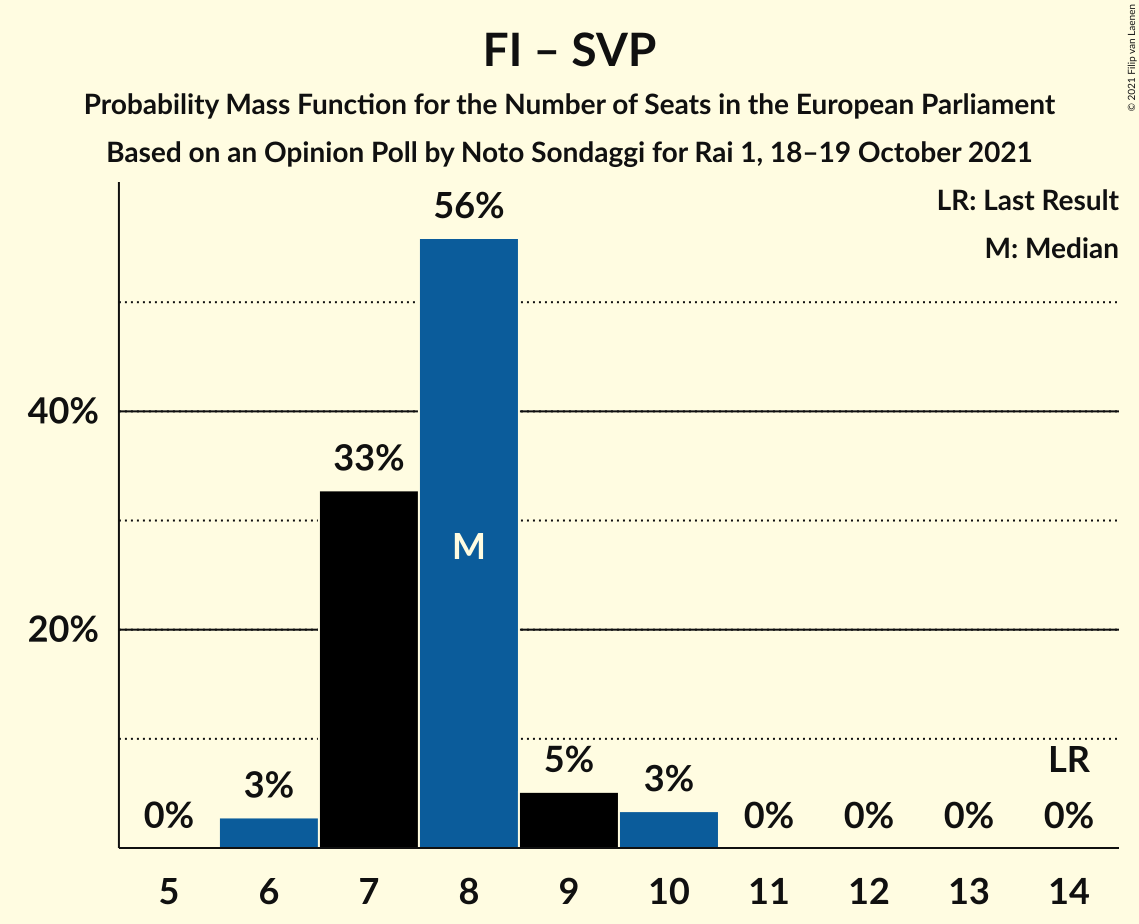 FI – SVP
Probability Mass Function for the Number of Seats in the European Parliament
Based on an Opinion Poll by Noto Sondaggi for Rai 1, 18–19 October 2021
© 2021 Filip van Laenen
LR: Last Result
M: Median
56%
40%
33%
M
20%
5%
LR
3%
3%
0%
0%
0%
0%
0%
5 6 7 8 9 10 11 12 13 14